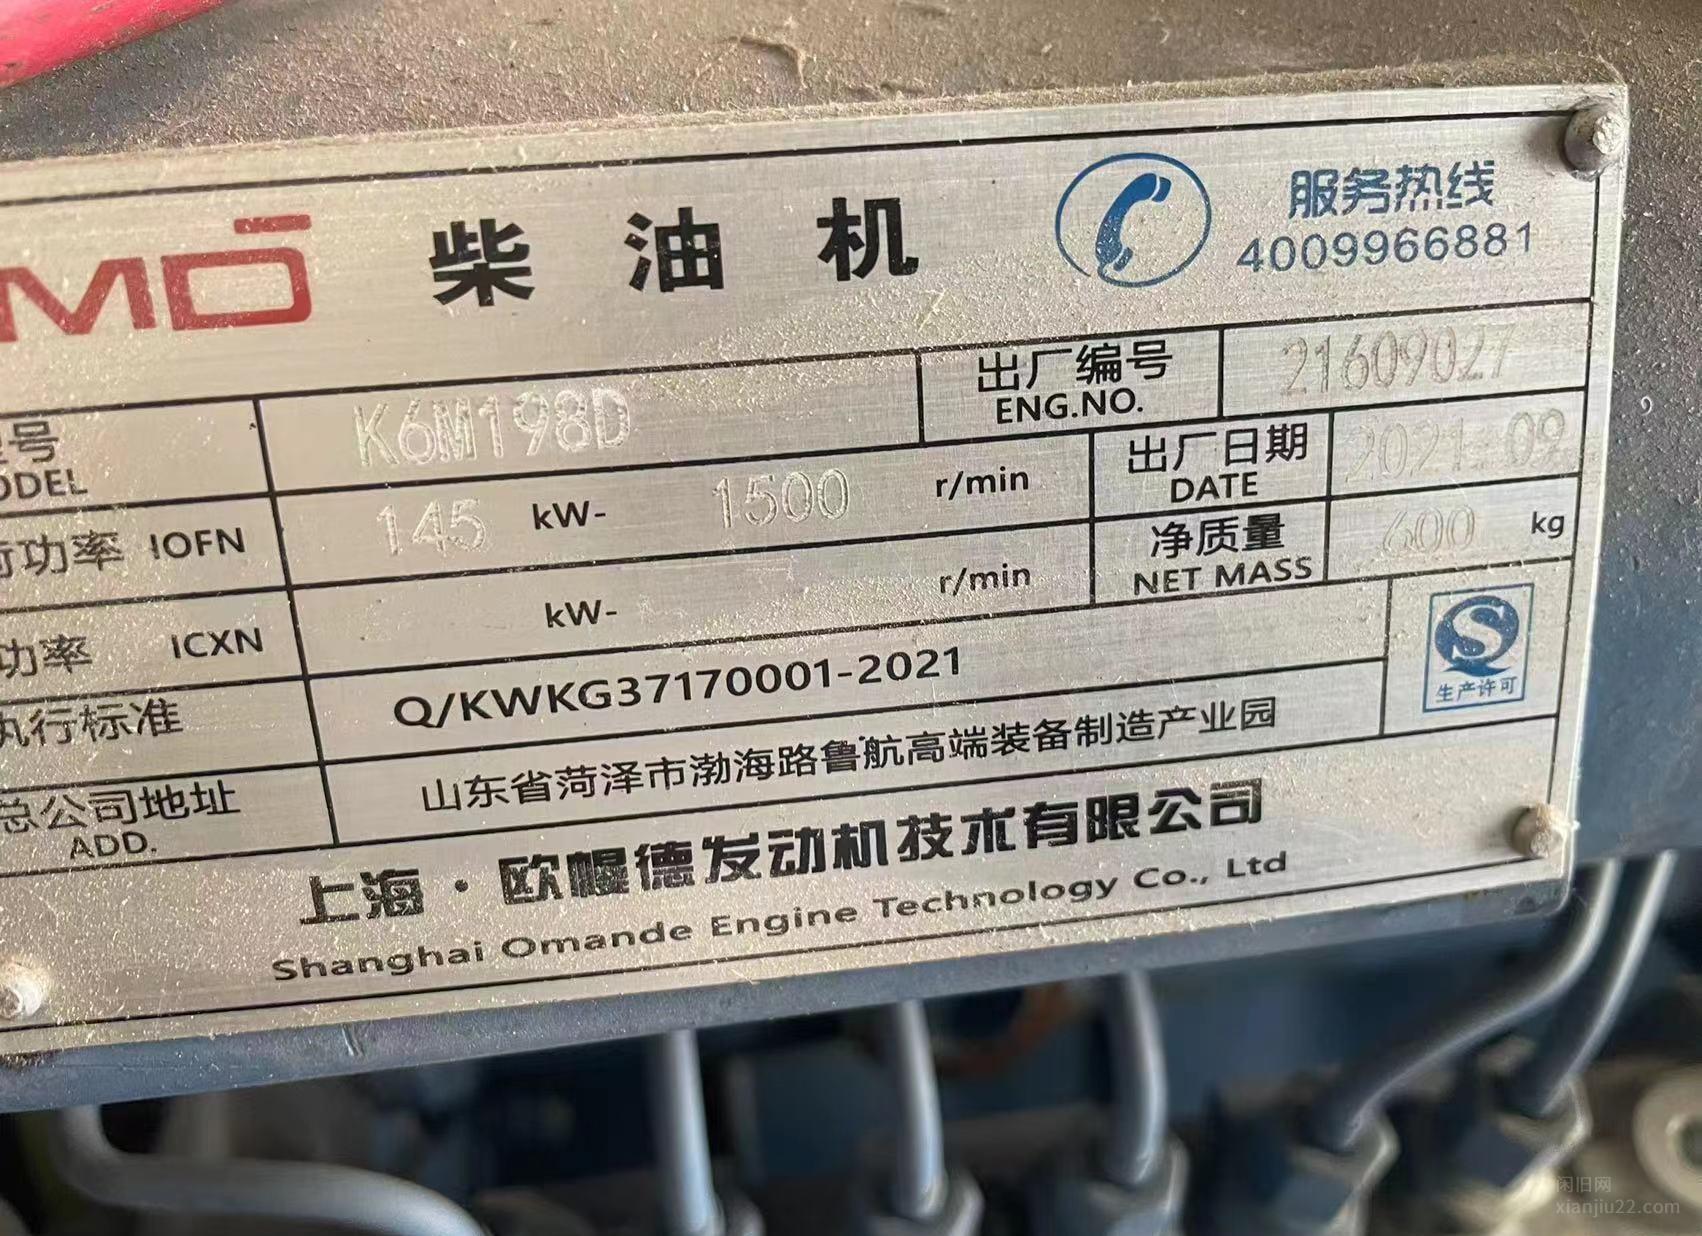 MO 柴油机
服务热线
4009966881
型号
MODEL
K6M198D
出厂编号
ENG.NO.
21609027
功率 IOFN
145 kW- 1500 r/min
出厂日期
DATE
2021.09
功率 ICXN
kW- r/min
净质量
NET MASS
600 kg
执行标准
Q/KWKG37170001-2021
生产许可
总公司地址
ADD.
山东省菏泽市渤海路鲁航高端装备制造产业园
上海·欧幔德发动机技术有限公司
Shanghai Omande Engine Technology Co., Ltd
闲旧网
xianjiu22.com